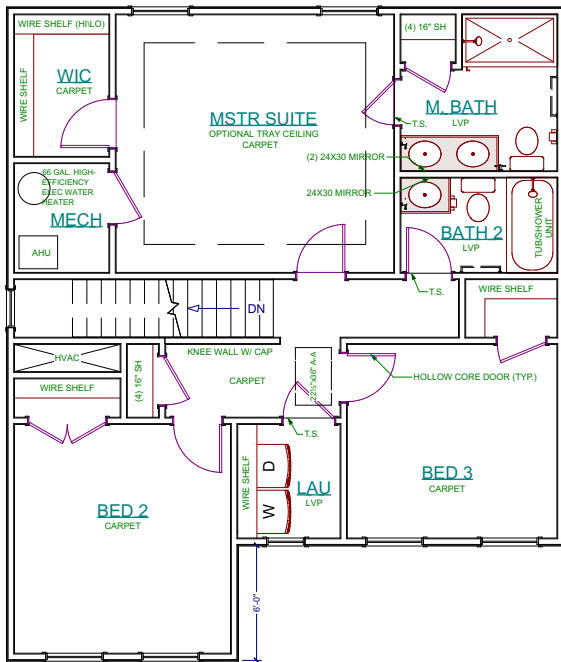 WIRE SHELF (HI\LO)
WIRE SHELF
WIC
CARPET
MSTR SUITE
OPTIONAL TRAY CEILING
CARPET
(4) 16" SH
M. BATH
LVP
T.S.
(2) 24X30 MIRROR
24X30 MIRROR
66 GAL. HIGH-
EFFICIENCY
ELEC WATER
HEATER
MECH
AHU
BATH 2
LVP
TUB/SHOWER
UNIT
T.S.
DN
WIRE SHELF
HVAC
(4) 16" SH
KNEE WALL W/ CAP
CARPET
22½"x36" A-A
HOLLOW CORE DOOR (TYP.)
WIRE SHELF
T.S.
WIRE SHELF
D
W
LAU
LVP
BED 3
CARPET
BED 2
CARPET
6'-0"